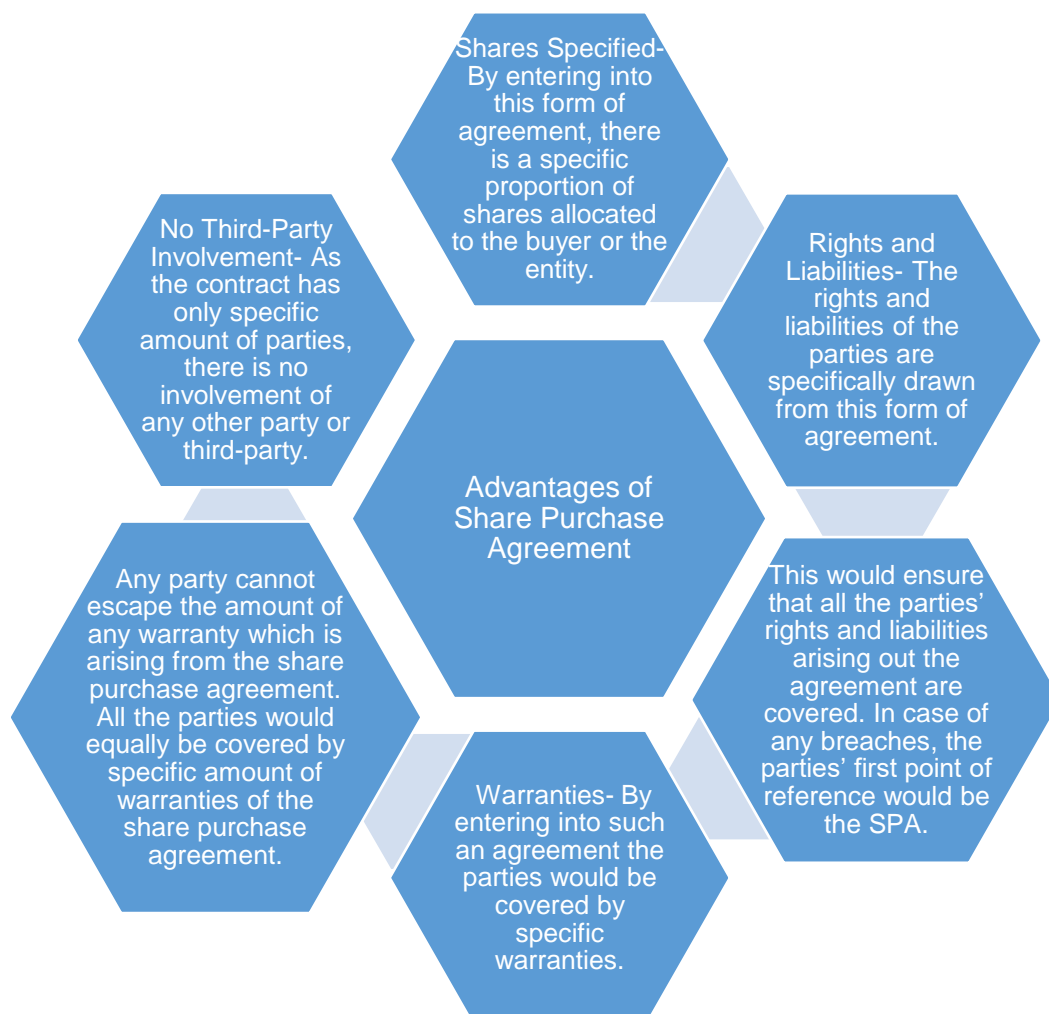 Shares Specified-
By entering into
this form of
agreement, there
is a specific
proportion of
shares allocated
to the buyer or the
entity.
Rights and
Liabilities- The
rights and
liabilities of the
parties are
specifically drawn
from this form of
agreement.
This would ensure
that all the parties’
rights and liabilities
arising out the
agreement are
covered. In case of
any breaches, the
parties’ first point of
reference would be
the SPA.
Warranties- By
entering into such
an agreement the
parties would be
covered by
specific
warranties.
Any party cannot
escape the amount of
any warranty which is
arising from the share
purchase agreement.
All the parties would
equally be covered by
specific amount of
warranties of the
share purchase
agreement.
No Third-Party
Involvement- As
the contract has
only specific
amount of parties,
there is no
involvement of
any other party or
third-party.
Advantages of
Share Purchase
Agreement